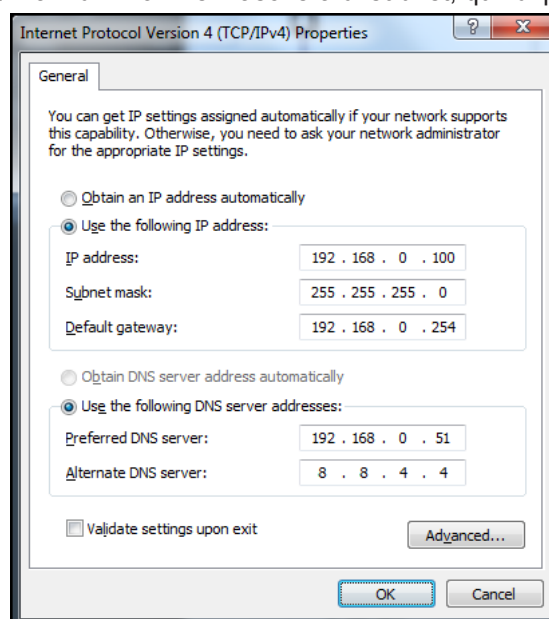 Internet Protocol Version 4 (TCP/IPv4) Properties
General
You can get IP settings assigned automatically if your network supports
this capability. Otherwise, you need to ask your network administrator
for the appropriate IP settings.
Obtain an IP address automatically
Use the following IP address:
IP address: 192 . 168 . 0 . 100
Subnet mask: 255 . 255 . 255 . 0
Default gateway: 192 . 168 . 0 . 254
Obtain DNS server address automatically
Use the following DNS server addresses:
Preferred DNS server: 192 . 168 . 0 . 51
Alternate DNS server: 8 . 8 . 4 . 4
Validate settings upon exit
Advanced...
OK Cancel